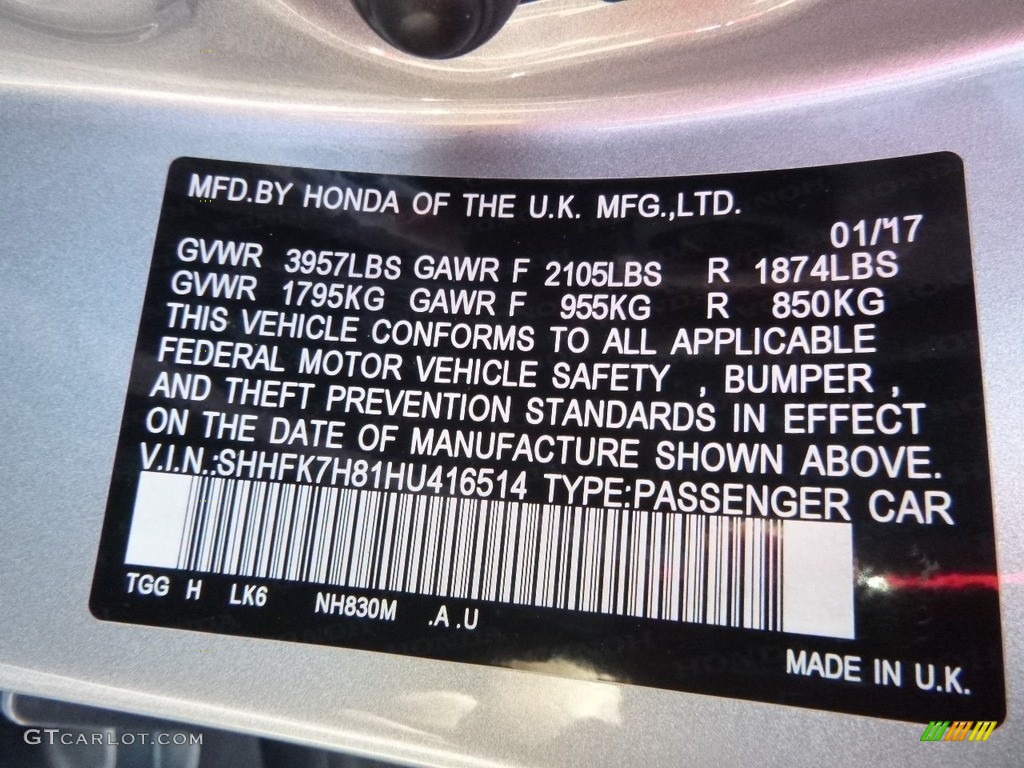 MFD.BY HONDA OF THE U.K. MFG.,LTD.
01/'17
GVWR 3957LBS GAWR F 2105LBS R 1874LBS
GVWR 1795KG GAWR F 955KG R 850KG
THIS VEHICLE CONFORMS TO ALL APPLICABLE
FEDERAL MOTOR VEHICLE SAFETY , BUMPER ,
AND THEFT PREVENTION STANDARDS IN EFFECT
ON THE DATE OF MANUFACTURE SHOWN ABOVE.
V.I.N.:SHHFK7H81HU416514 TYPE:PASSENGER CAR
TGG H LK6 NH830M .A .U
MADE IN U.K.
GTcarlot.com